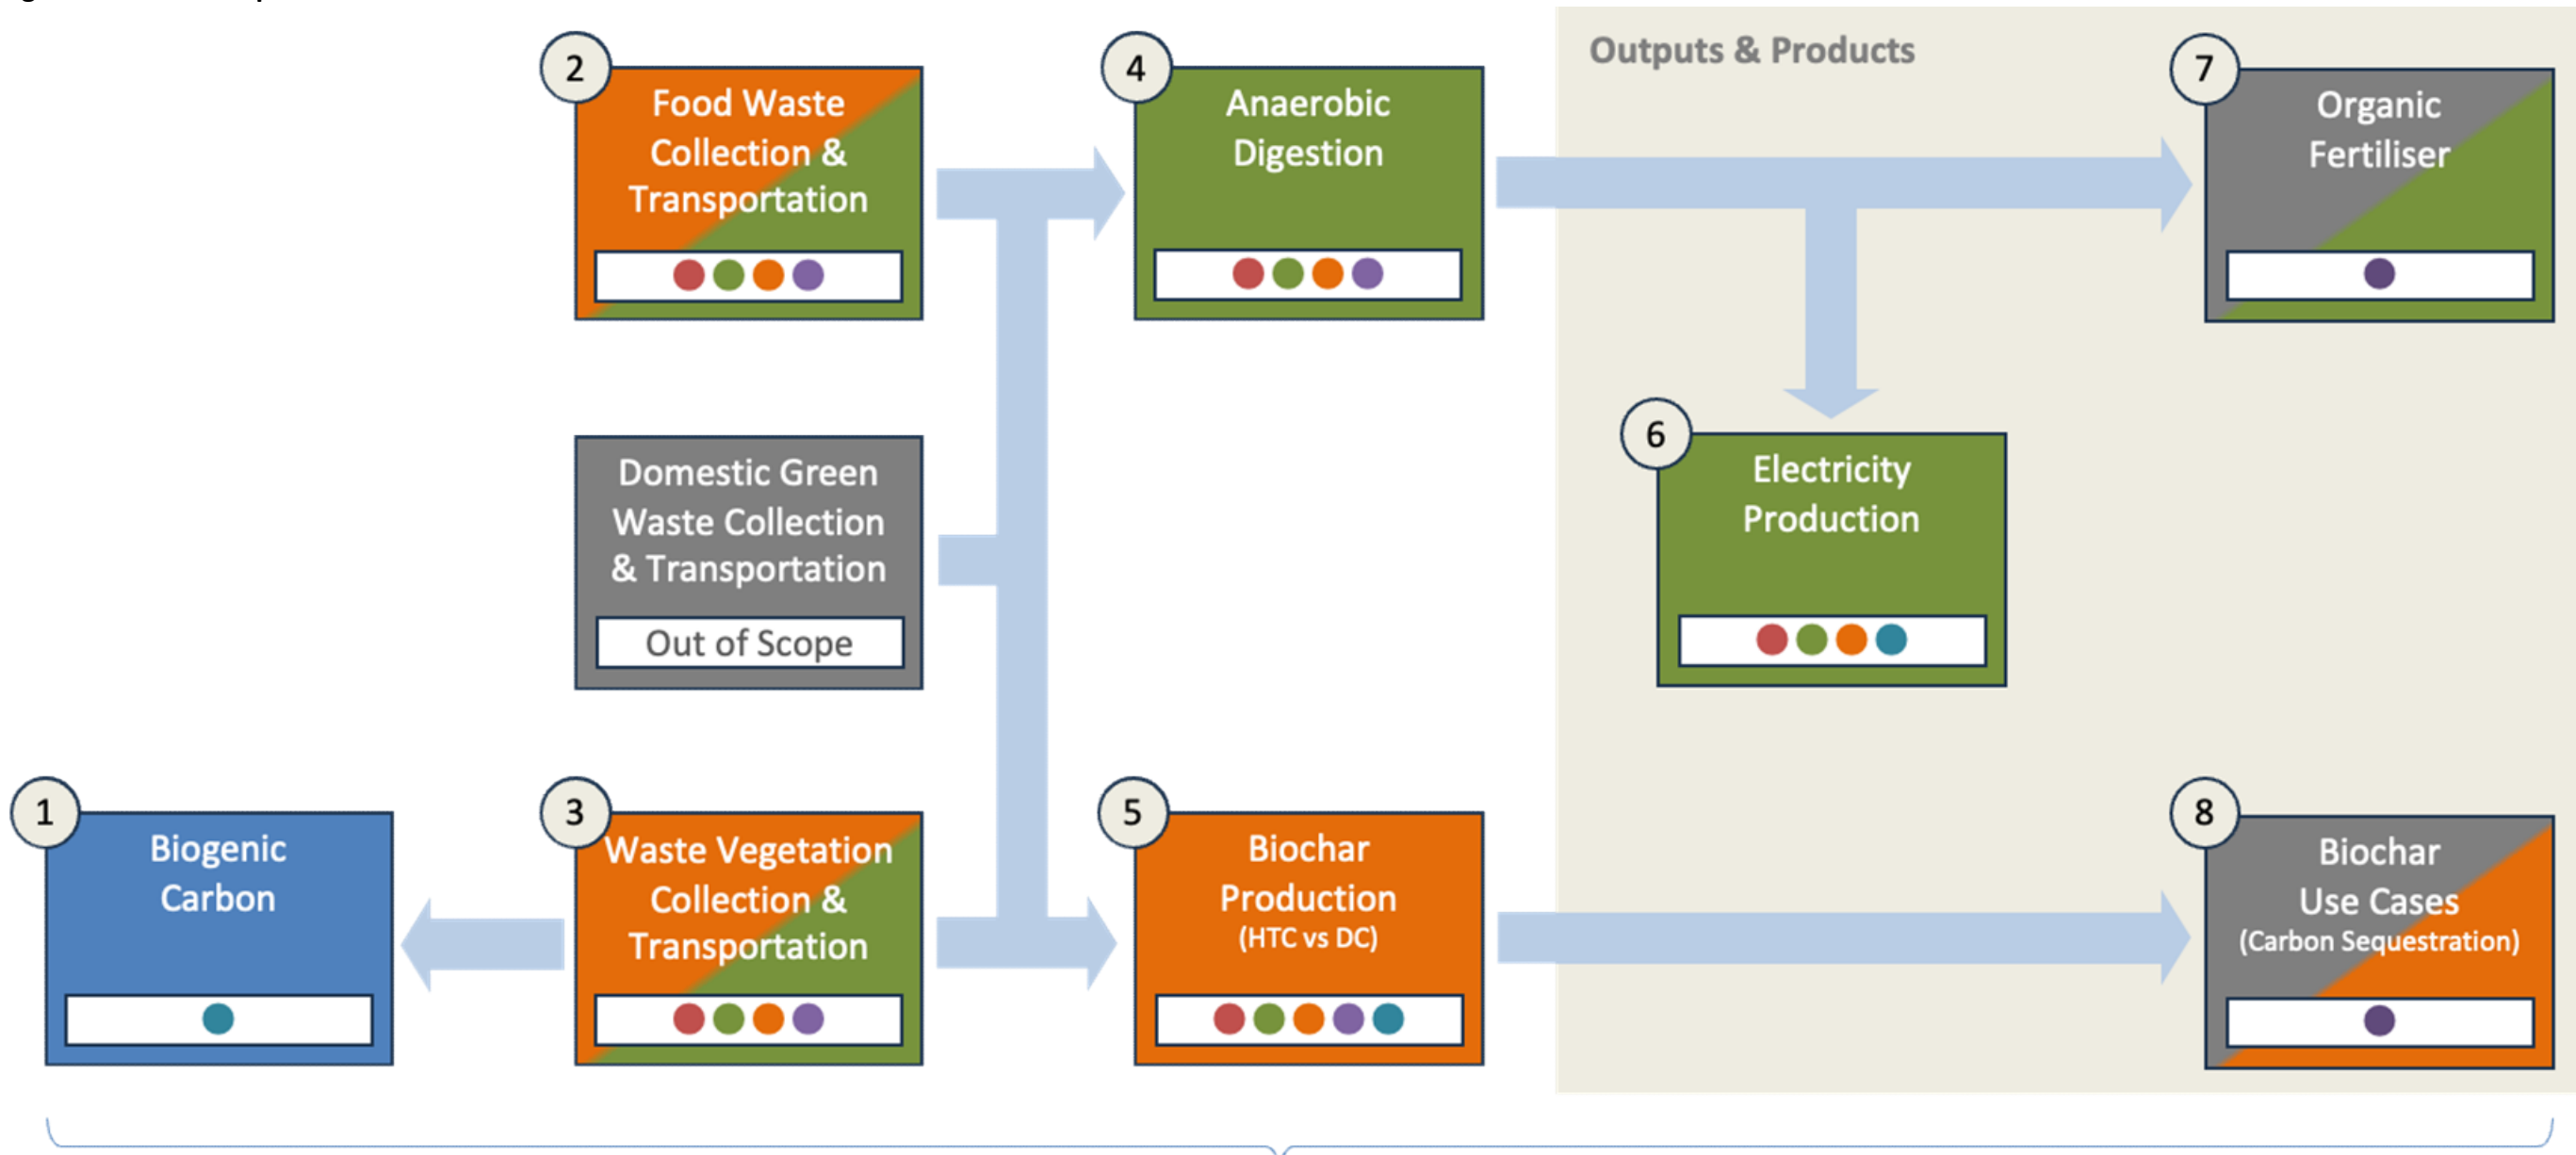 2
Food Waste
Collection &
Transportation
4
Anaerobic
Digestion
Outputs & Products
7
Organic
Fertiliser
Domestic Green
Waste Collection
& Transportation
Out of Scope
6
Electricity
Production
1
Biogenic
Carbon
3
Waste Vegetation
Collection &
Transportation
5
Biochar
Production
(HTC vs DC)
8
Biochar
Use Cases
(Carbon Sequestration)